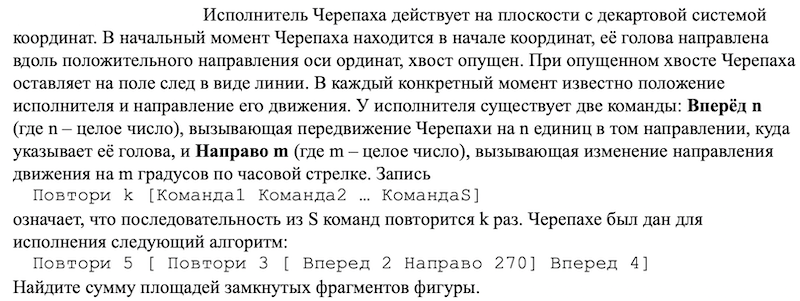 Исполнитель Черепаха действует на плоскости с декартовой системой
координат. В начальный момент Черепаха находится в начале координат, её голова направлена
вдоль положительного направления оси ординат, хвост опущен. При опущенном хвосте Черепаха
оставляет на поле след в виде линии. В каждый конкретный момент известно положение
исполнителя и направление его движения. У исполнителя существует две команды: Вперёд n
(где n – целое число), вызывающая передвижение Черепахи на n единиц в том направлении, куда
указывает её голова, и Направо m (где m – целое число), вызывающая изменение направления
движения на m градусов по часовой стрелке. Запись
Повтори k [Команда1 Команда2 … КомандаS]
означает, что последовательность из S команд повторится k раз. Черепахе был дан для
исполнения следующий алгоритм:
Повтори 5 [ Повтори 3 [ Вперед 2 Направо 270] Вперед 4]
Найдите сумму площадей замкнутых фрагментов фигуры.